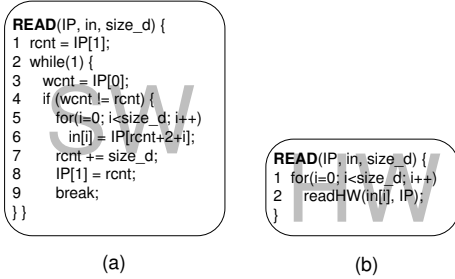 READ(IP, in, size_d) {
1 rcnt = IP[1];
2 while(1) {
3 wcnt = IP[0];
4 if (wcnt != rcnt) {
5 for(i=0; i<size_d; i++)
6 in[i] = IP[rcnt+2+i];
7 rcnt += size_d;
8 IP[1] = rcnt;
9 break;
} }
SW
(a)
READ(IP, in, size_d) {
1 for(i=0; i<size_d; i++)
2 readHW(in[i], IP);
}
HW
(b)